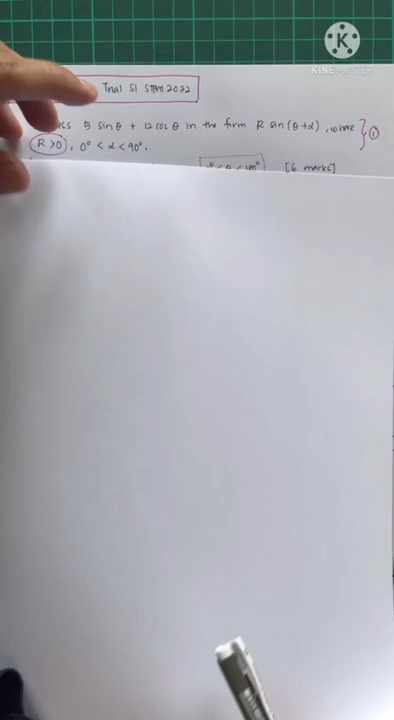 KINEMASTER
Trial S1 STPM 2022
5 sin θ + 12 cos θ in the form R sin (θ+α), where
R > 0, 0° < α < 90°.
① 
[6 marks]